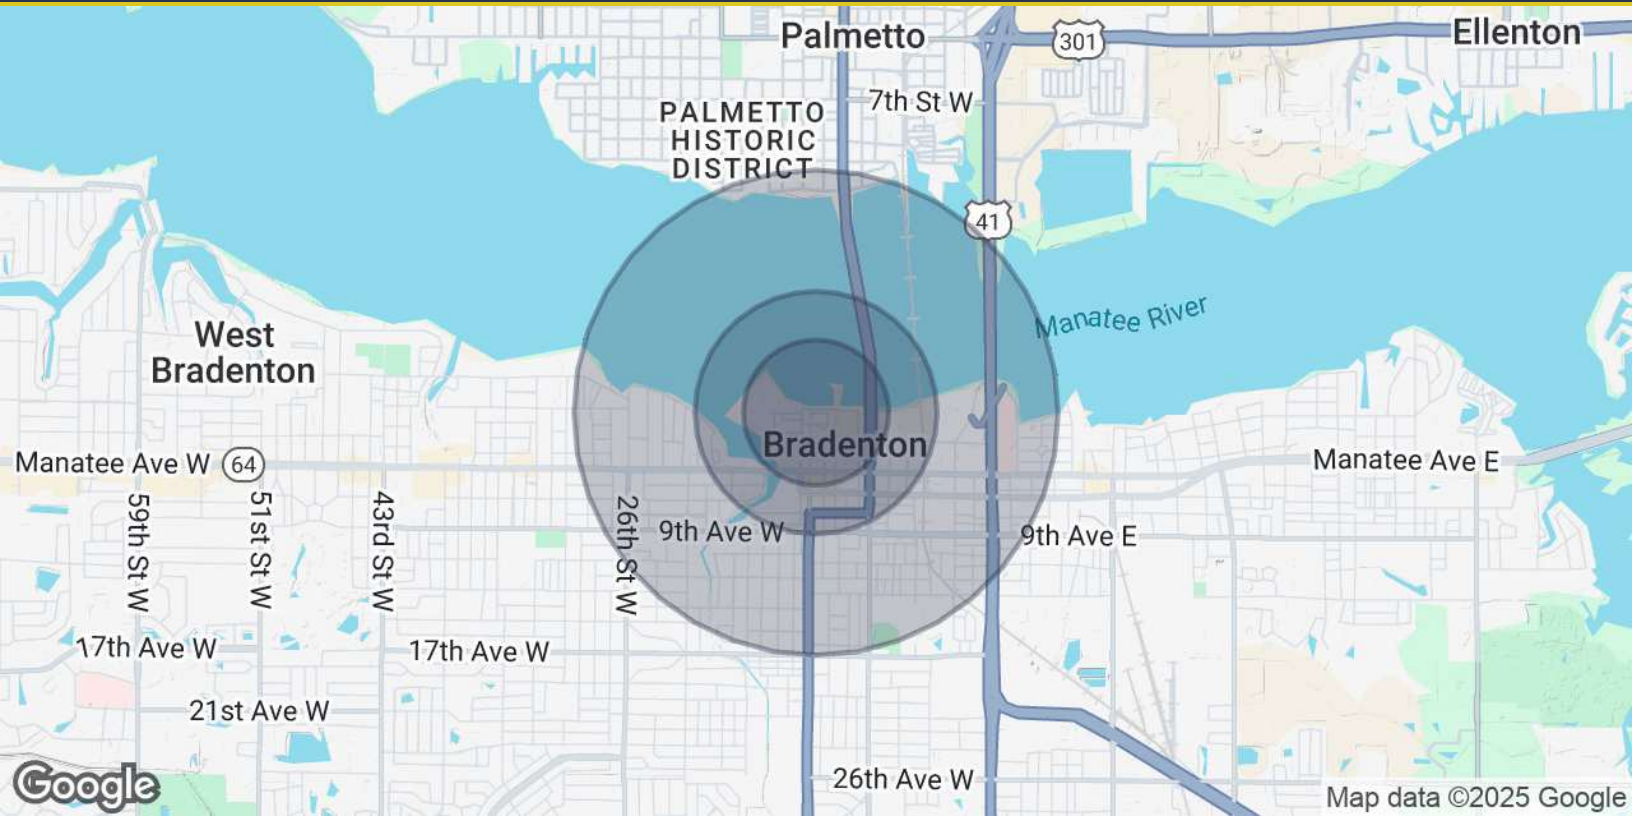 Palmetto
301
Ellenton
7th St W
PALMETTO
HISTORIC
DISTRICT
41
Manatee River
West
Bradenton
Bradenton
Manatee Ave W
64
Manatee Ave E
59th St W
51st St W
43rd St W
26th St W
9th Ave W
9th Ave E
17th Ave W
17th Ave W
21st Ave W
26th Ave W
Google
Map data ©2025 Google